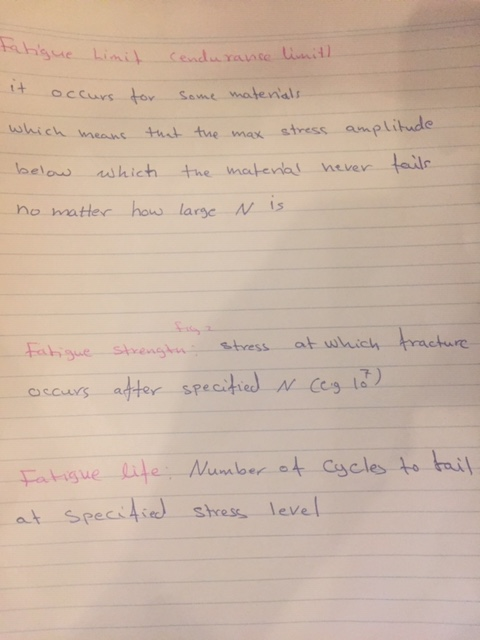 Fatigue Limit (endurance limit)
it occurs for some materials
which means that the max stress amplitude
below which the material never fails
no matter how large N is
Fatigue strength: stress at which fracture
occurs after specified N (e.g 10^7)
Fatigue life: Number of cycles to fail
at specified stress level